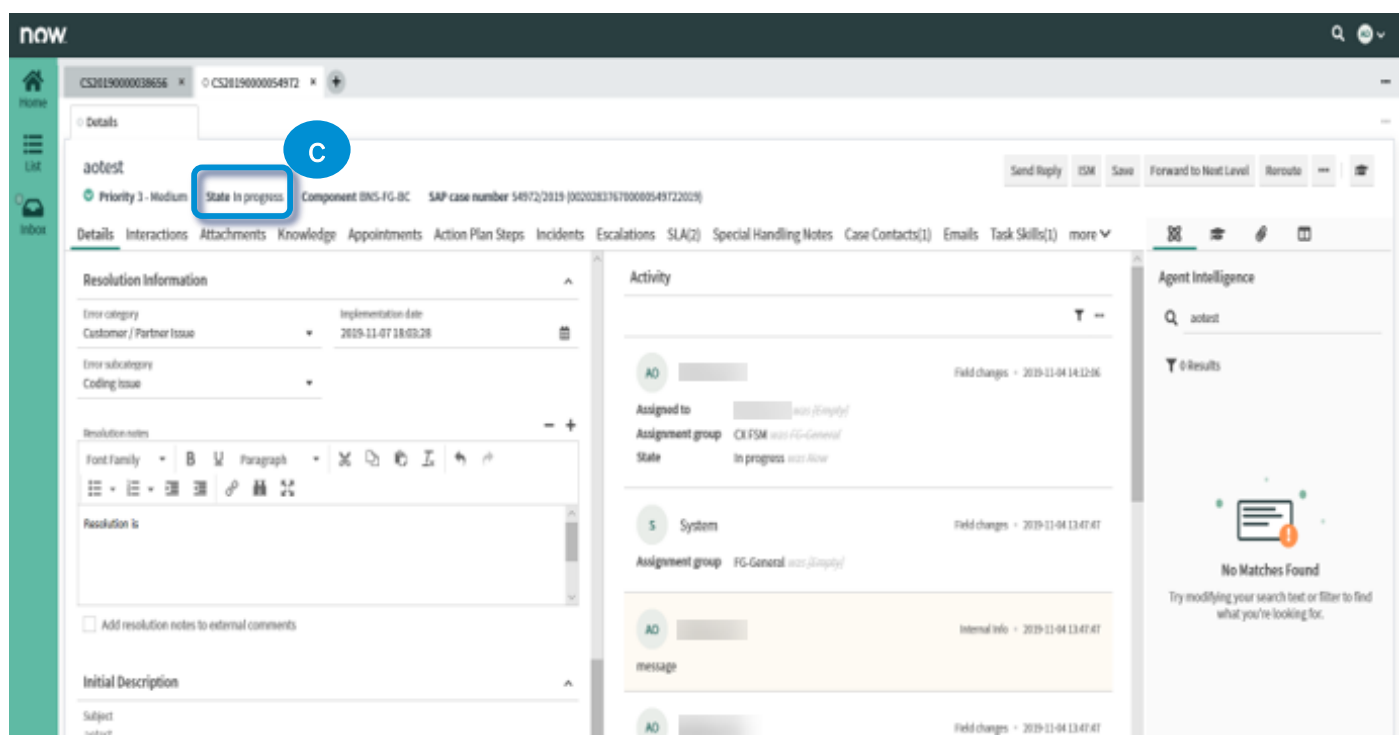 now.
Home
List
Inbox
CS20190000038656
CS20190000054972
Details
C
aotest
Priority 3 - Medium State In progress Component BNS-FG-BC SAP case number 54972/2019 (002028376700000549722019)
Send Reply ISM Save Forward to Next Level Reroute
Details Interactions Attachments Knowledge Appointments Action Plan Steps Incidents Escalations SLA(2) Special Handling Notes Case Contacts(1) Emails Task Skills(1) more
Resolution Information
Error category
Customer / Partner Issue
Implementation date
2019-11-07 18:03:28
Error subcategory
Coding Issue
Resolution notes
Font Family B U Paragraph
Resolution is
Add resolution notes to external comments
Initial Description
Subject
aotest
Activity
AO
Field changes • 2019-11-04 14:12:06
Assigned to was [Empty]
Assignment group CX FSM was FG-General
State In progress was New
S System
Field changes • 2019-11-04 13:47:47
Assignment group FG-General was [Empty]
AO
Internal Info • 2019-11-04 13:47:47
message
AO
Field changes • 2019-11-04 13:47:47
Agent Intelligence
aotest
0 Results
No Matches Found
Try modifying your search text or filter to find
what you're looking for.